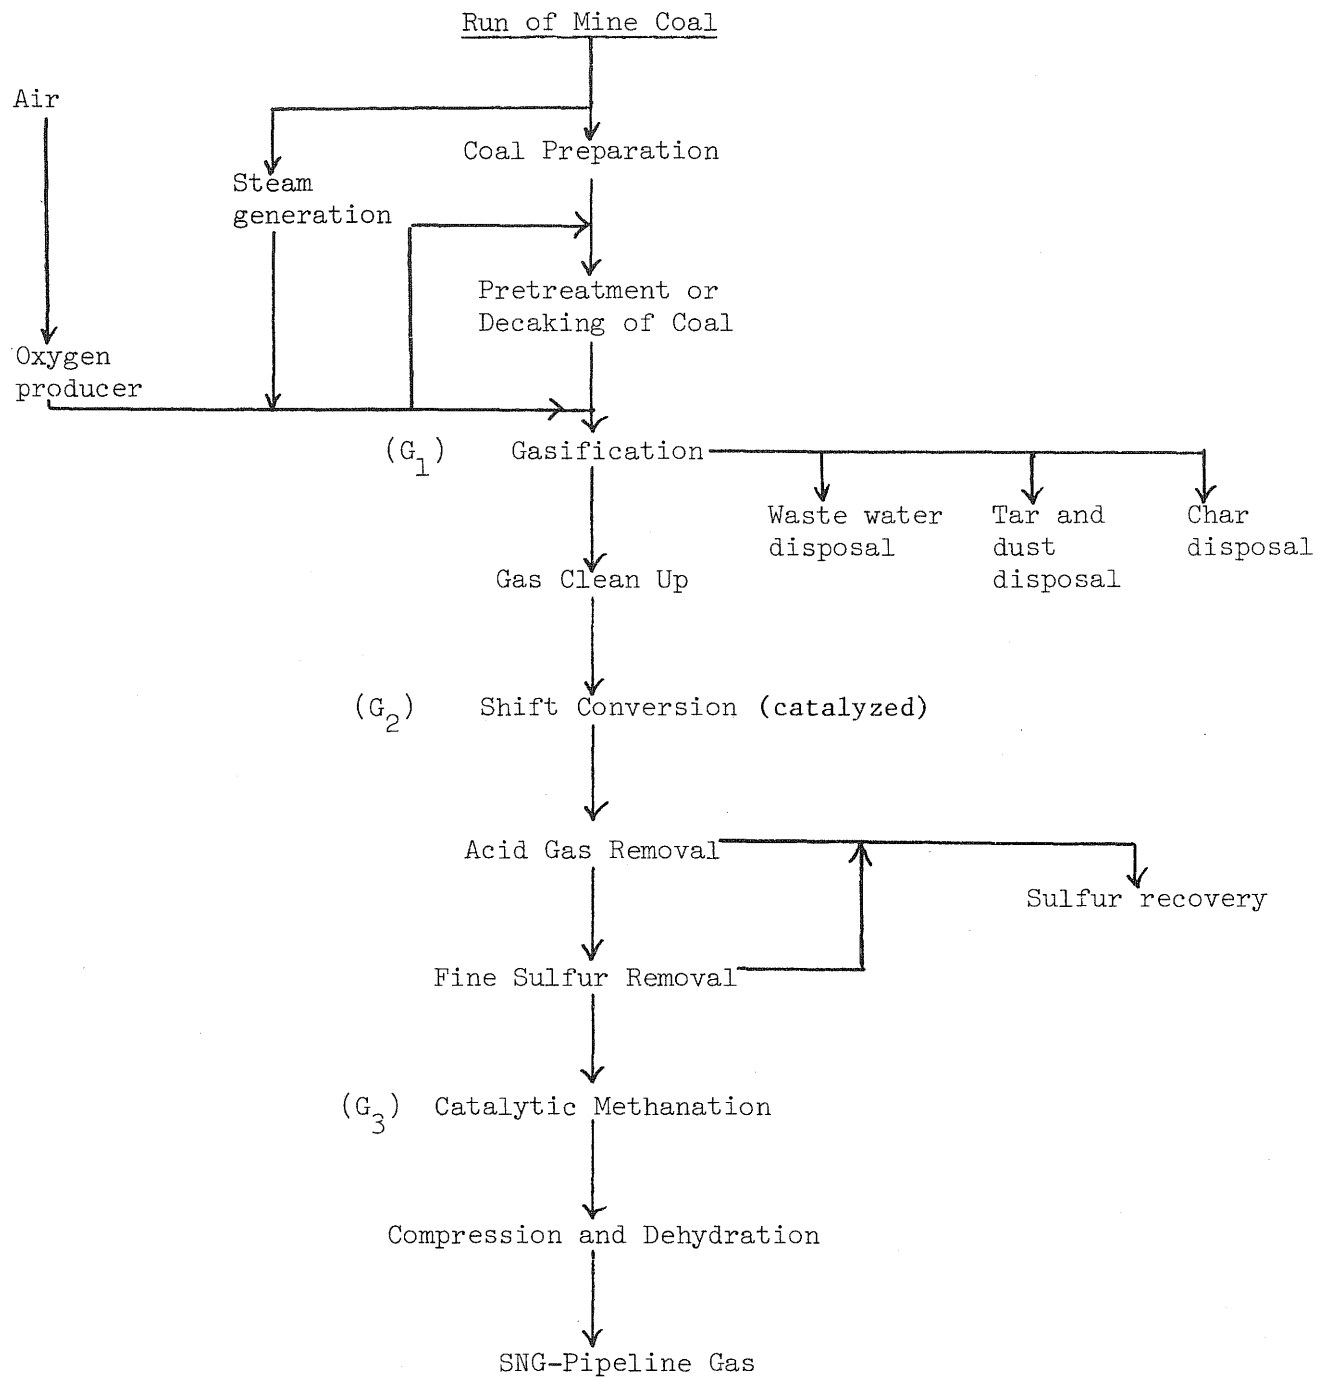 Run of Mine Coal
Air
Coal Preparation
Steam
generation
Pretreatment or
Decaking of Coal
Oxygen
producer
(G1) Gasification
Waste water
disposal
Tar and
dust
disposal
Char
disposal
Gas Clean Up
(G2) Shift Conversion (catalyzed)
Acid Gas Removal
Sulfur recovery
Fine Sulfur Removal
(G3) Catalytic Methanation
Compression and Dehydration
SNG-Pipeline Gas